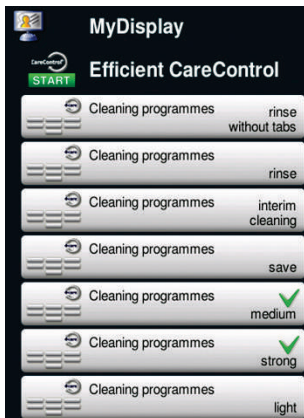 MyDisplay
CareControl
START
Efficient CareControl
Cleaning programmes
rinse
without tabs
Cleaning programmes
rinse
Cleaning programmes
interim
cleaning
Cleaning programmes
save
Cleaning programmes
medium
Cleaning programmes
strong
Cleaning programmes
light